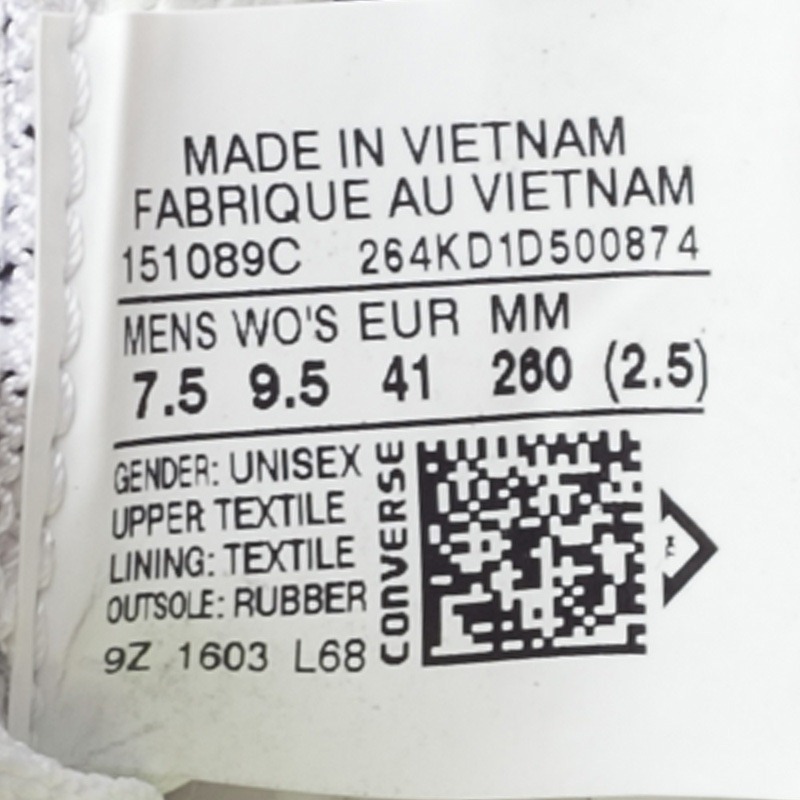 MADE IN VIETNAM
FABRIQUE AU VIETNAM
151089C 264KD1D500874
MENS WO'S EUR MM
7.5 9.5 41 260 (2.5)
GENDER: UNISEX
UPPER TEXTILE
LINING: TEXTILE
OUTSOLE: RUBBER
9Z 1603 L68
CONVERSE